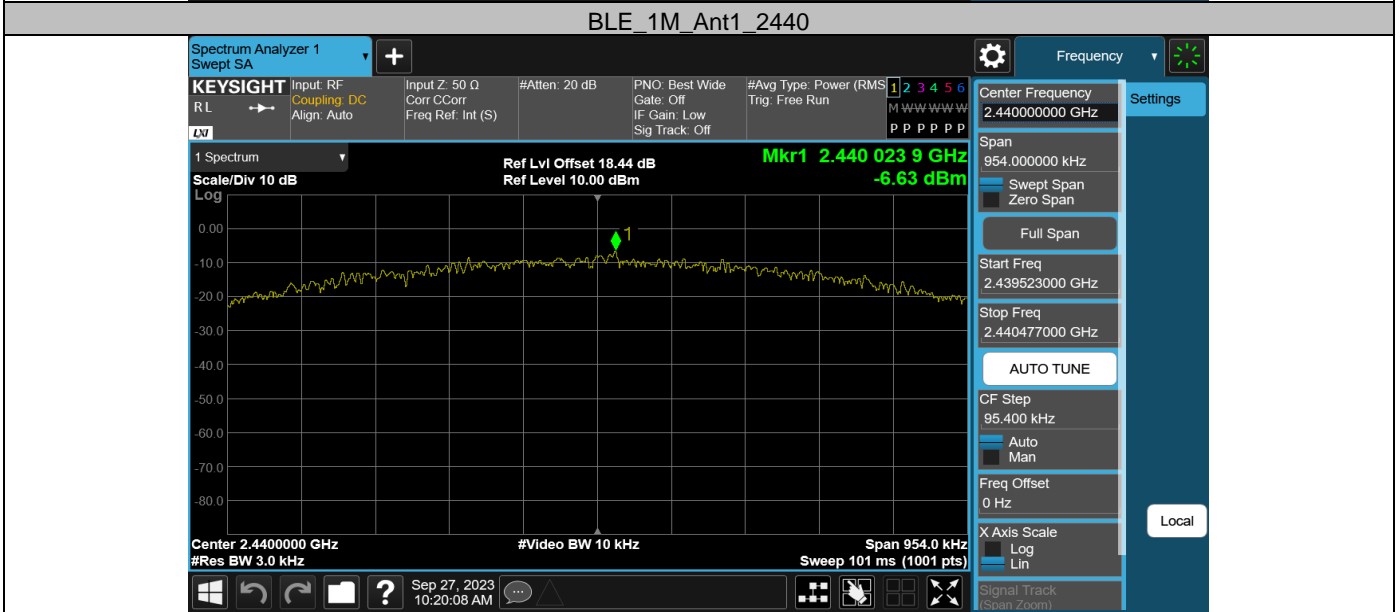 BLE_1M_Ant1_2440
Spectrum Analyzer 1
Swept SA
+
Frequency
KEYSIGHT
RL
LXI
Input: RF
Coupling: DC
Align: Auto
Input Z: 50 Ω
Corr CCorr
Freq Ref: Int (S)
#Atten: 20 dB
PNO: Best Wide
Gate: Off
IF Gain: Low
Sig Track: Off
#Avg Type: Power (RMS
Trig: Free Run
1 2 3 4 5 6
M W W W W W
P P P P P P
1 Spectrum
Scale/Div 10 dB
Ref Lvl Offset 18.44 dB
Ref Level 10.00 dBm
Mkr1 2.440 023 9 GHz
-6.63 dBm
Log
0.00
-10.0
-20.0
-30.0
-40.0
-50.0
-60.0
-70.0
-80.0
1
Center 2.4400000 GHz
#Res BW 3.0 kHz
#Video BW 10 kHz
Span 954.0 kHz
Sweep 101 ms (1001 pts)
Center Frequency
2.440000000 GHz
Settings
Span
954.000000 kHz
Swept Span
Zero Span
Full Span
Start Freq
2.439523000 GHz
Stop Freq
2.440477000 GHz
AUTO TUNE
CF Step
95.400 kHz
Auto
Man
Freq Offset
0 Hz
X Axis Scale
Log
Lin
Local
Signal Track
(Span Zoom)
?
Sep 27, 2023
10:20:08 AM